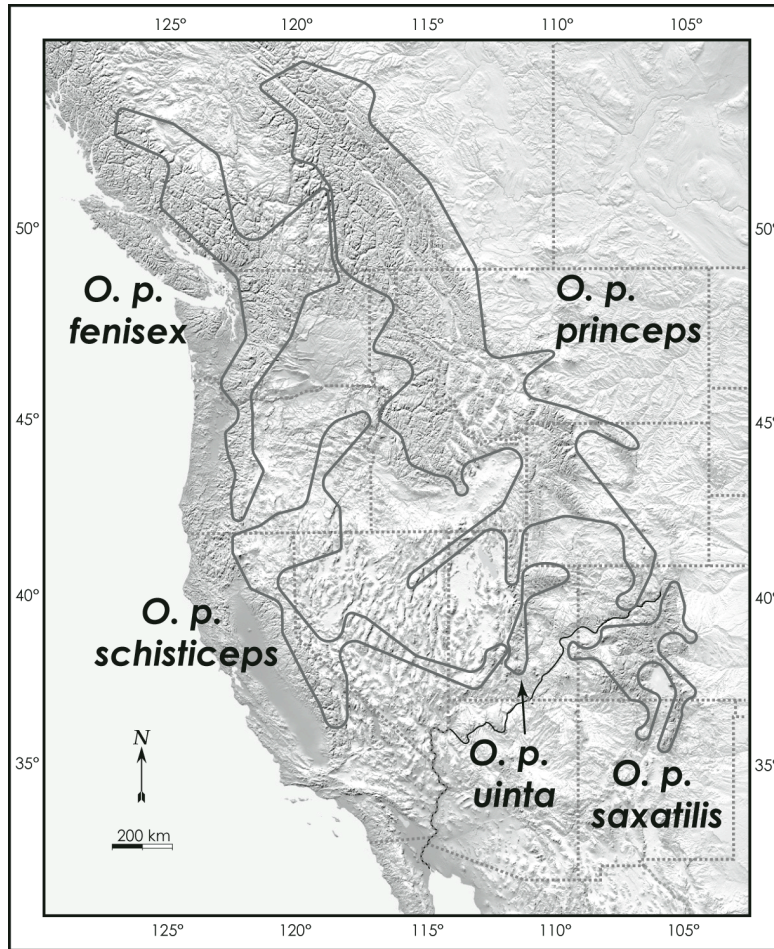 125° 120° 115° 110° 105°
50° 50°
O. p.
fenisex
O. p.
princeps
45° 45°
40° 40°
O. p.
schisticeps
N
O. p.
uinta
O. p.
saxatilis
35° 35°
200 km
125° 120° 115° 110° 105°